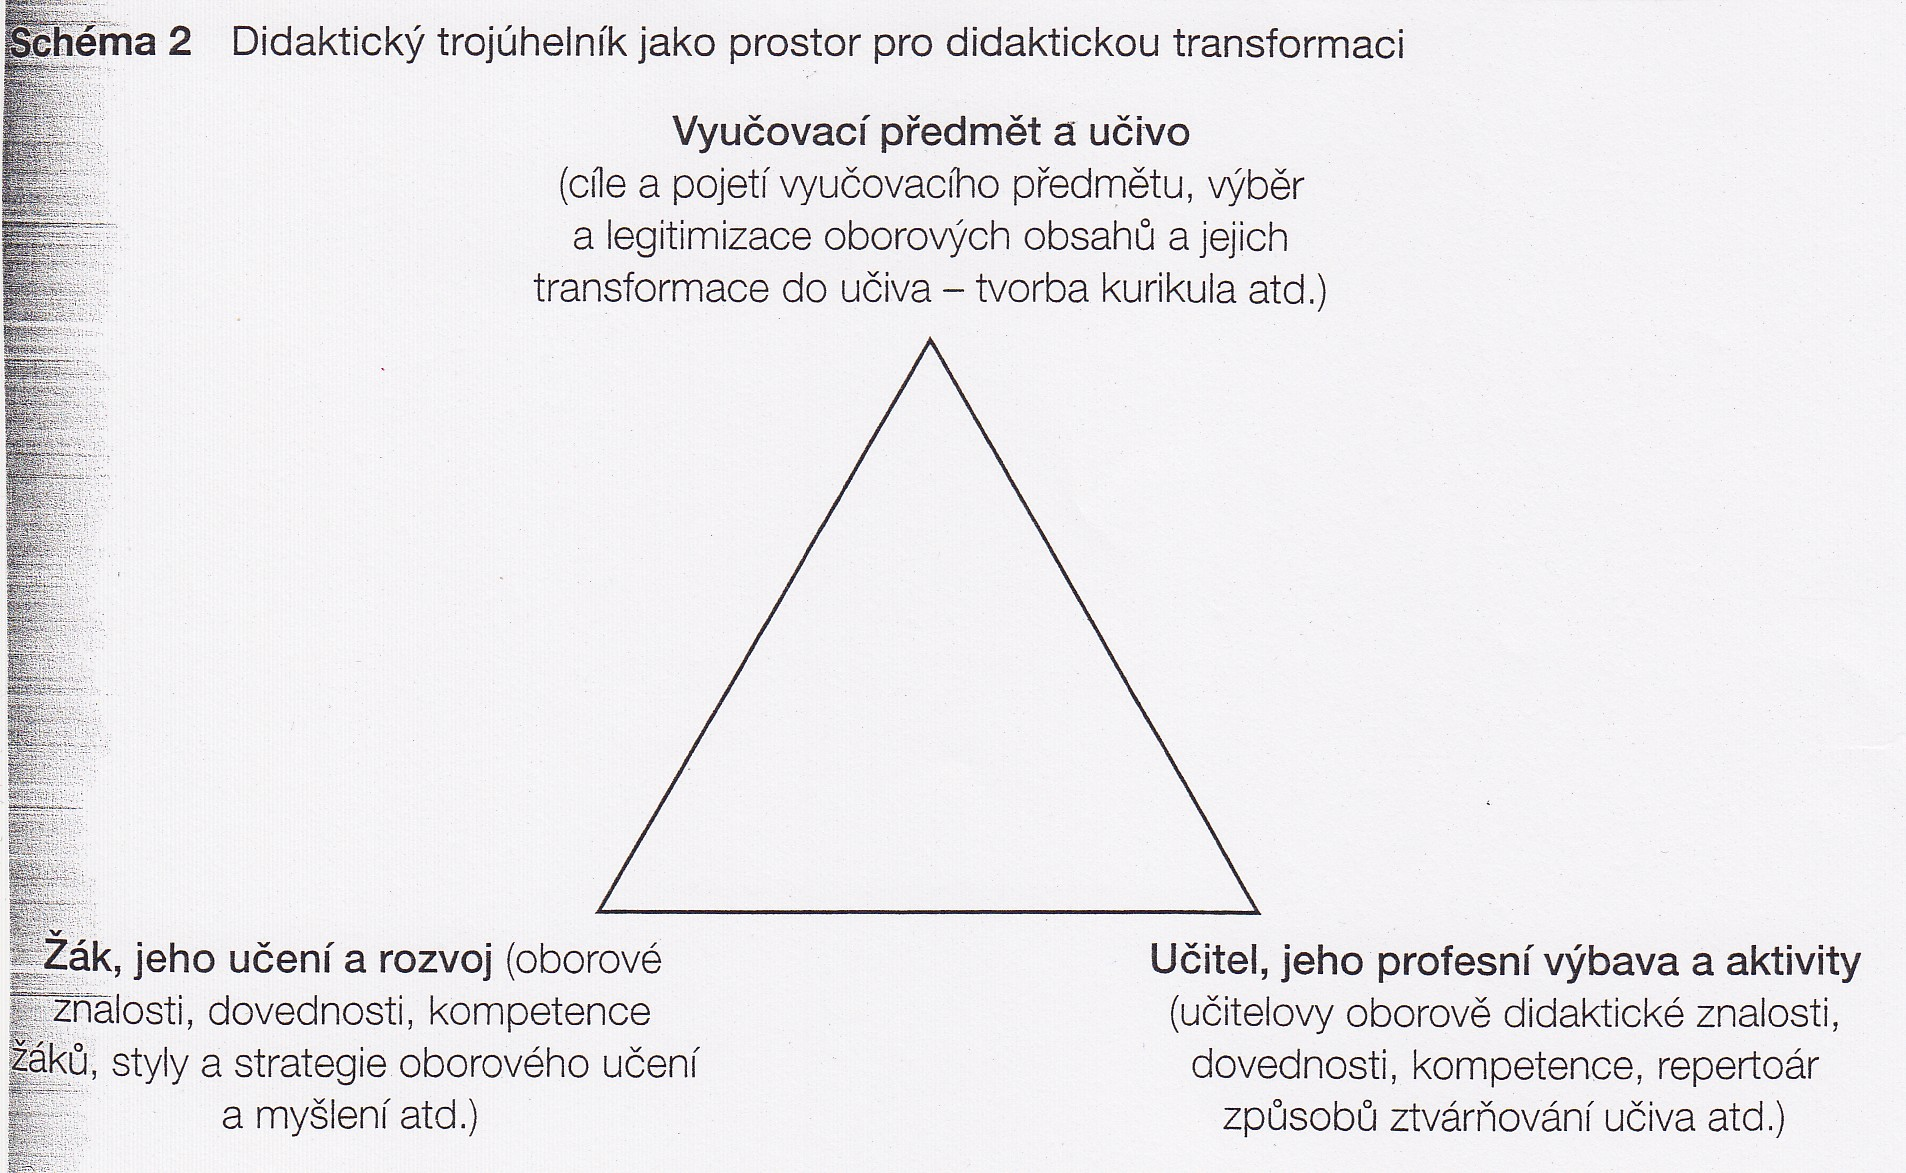 Schéma 2 Didaktický trojúhelník jako prostor pro didaktickou transformaci
Vyučovací předmět a učivo
(cíle a pojetí vyučovacího předmětu, výběr
a legitimizace oborových obsahů a jejich
transformace do učiva – tvorba kurikula atd.)
Žák, jeho učení a rozvoj (oborové
znalosti, dovednosti, kompetence
žáků, styly a strategie oborového učení
a myšlení atd.)
Učitel, jeho profesní výbava a aktivity
(učitelovy oborově didaktické znalosti,
dovednosti, kompetence, repertoár
způsobů ztvárňování učiva atd.)